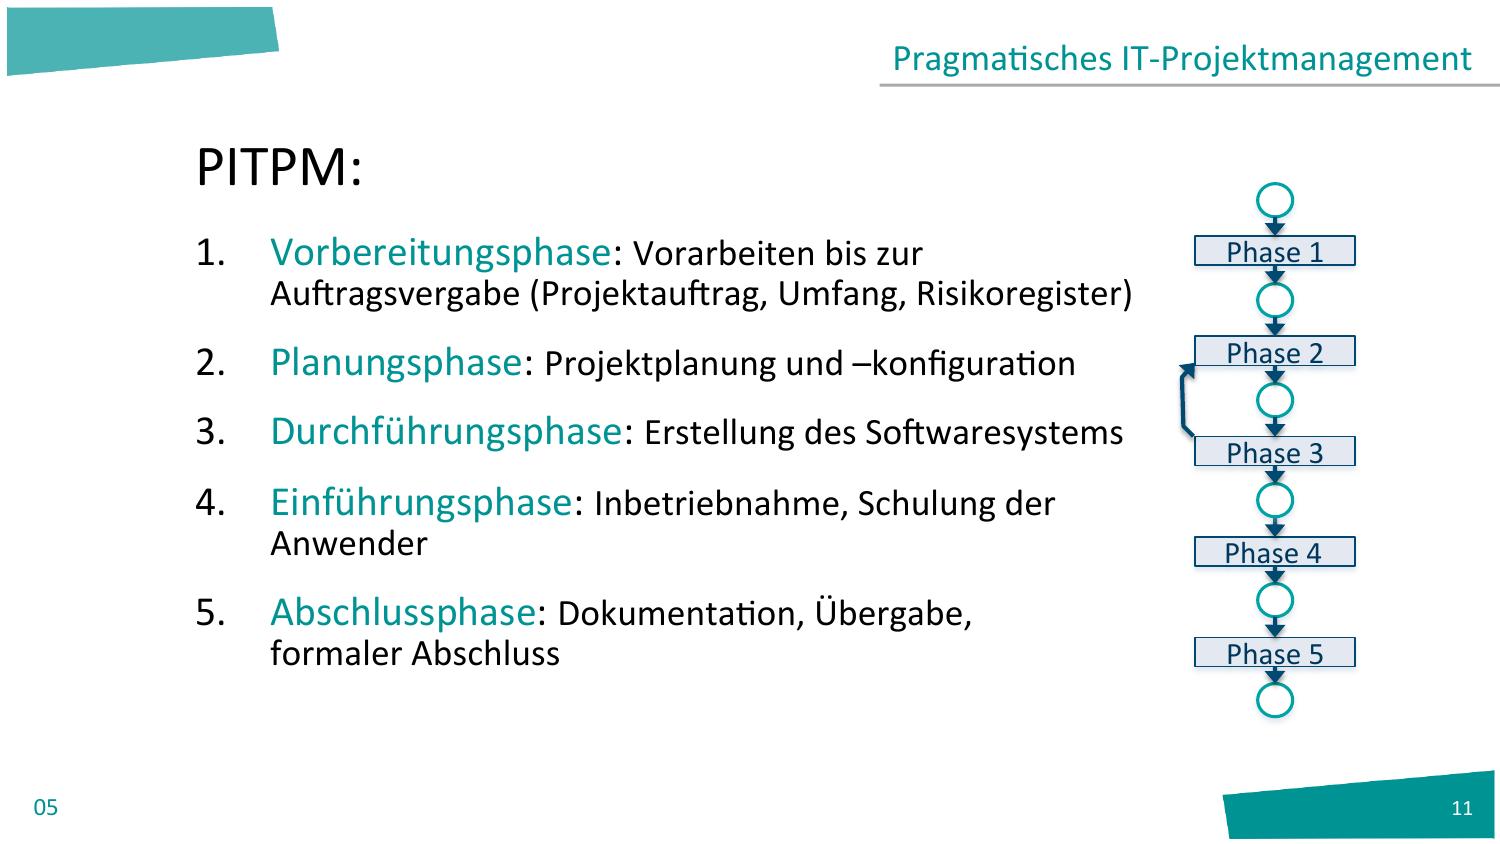 Pragmatisches IT-Projektmanagement
PITPM:
1. Vorbereitungsphase: Vorarbeiten bis zur
Auftragsvergabe (Projektauftrag, Umfang, Risikoregister)
2. Planungsphase: Projektplanung und –konfiguration
3. Durchführungsphase: Erstellung des Softwaresystems
4. Einführungsphase: Inbetriebnahme, Schulung der
Anwender
5. Abschlussphase: Dokumentation, Übergabe,
formaler Abschluss
Phase 1
Phase 2
Phase 3
Phase 4
Phase 5
05
11